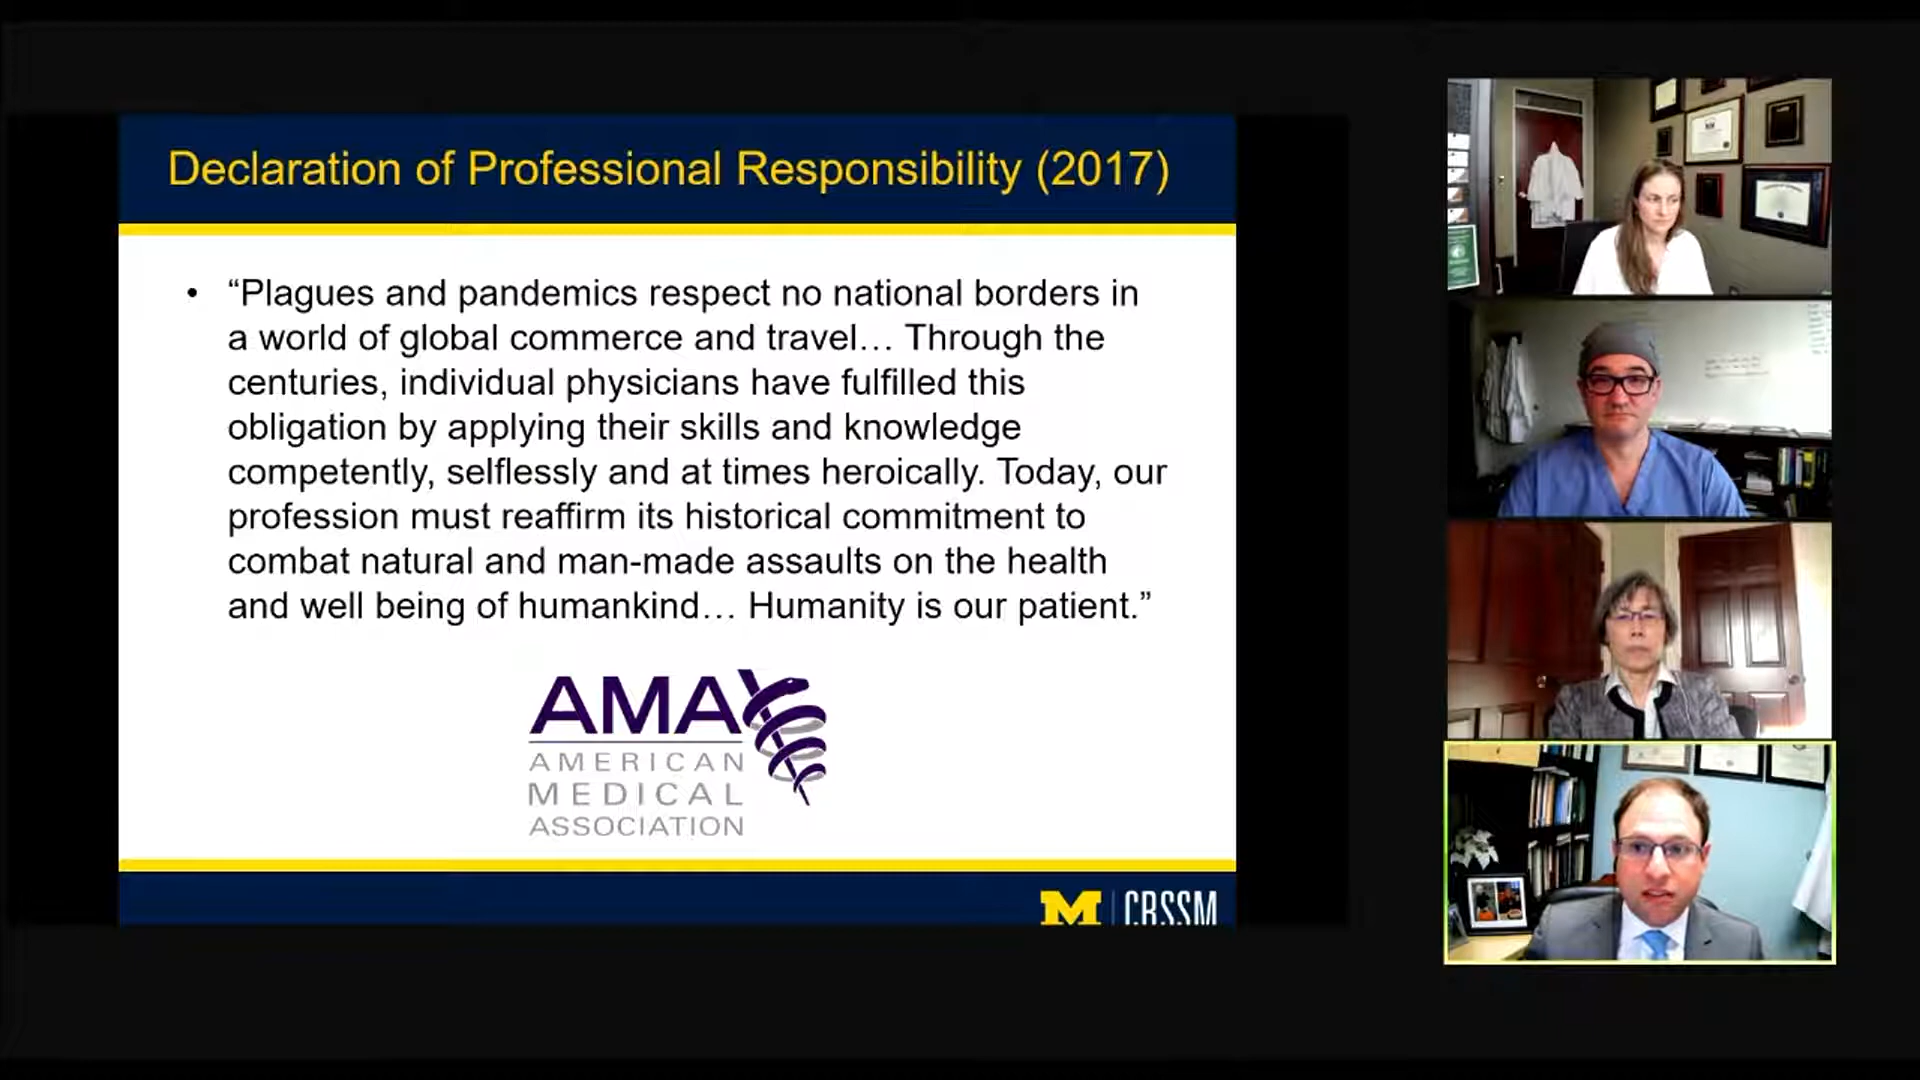 Declaration of Professional Responsibility (2017)
• “Plagues and pandemics respect no national borders in
a world of global commerce and travel… Through the
centuries, individual physicians have fulfilled this
obligation by applying their skills and knowledge
competently, selflessly and at times heroically. Today, our
profession must reaffirm its historical commitment to
combat natural and man-made assaults on the health
and well being of humankind… Humanity is our patient.”
AMA
AMERICAN
MEDICAL
ASSOCIATION
M | CBSSM